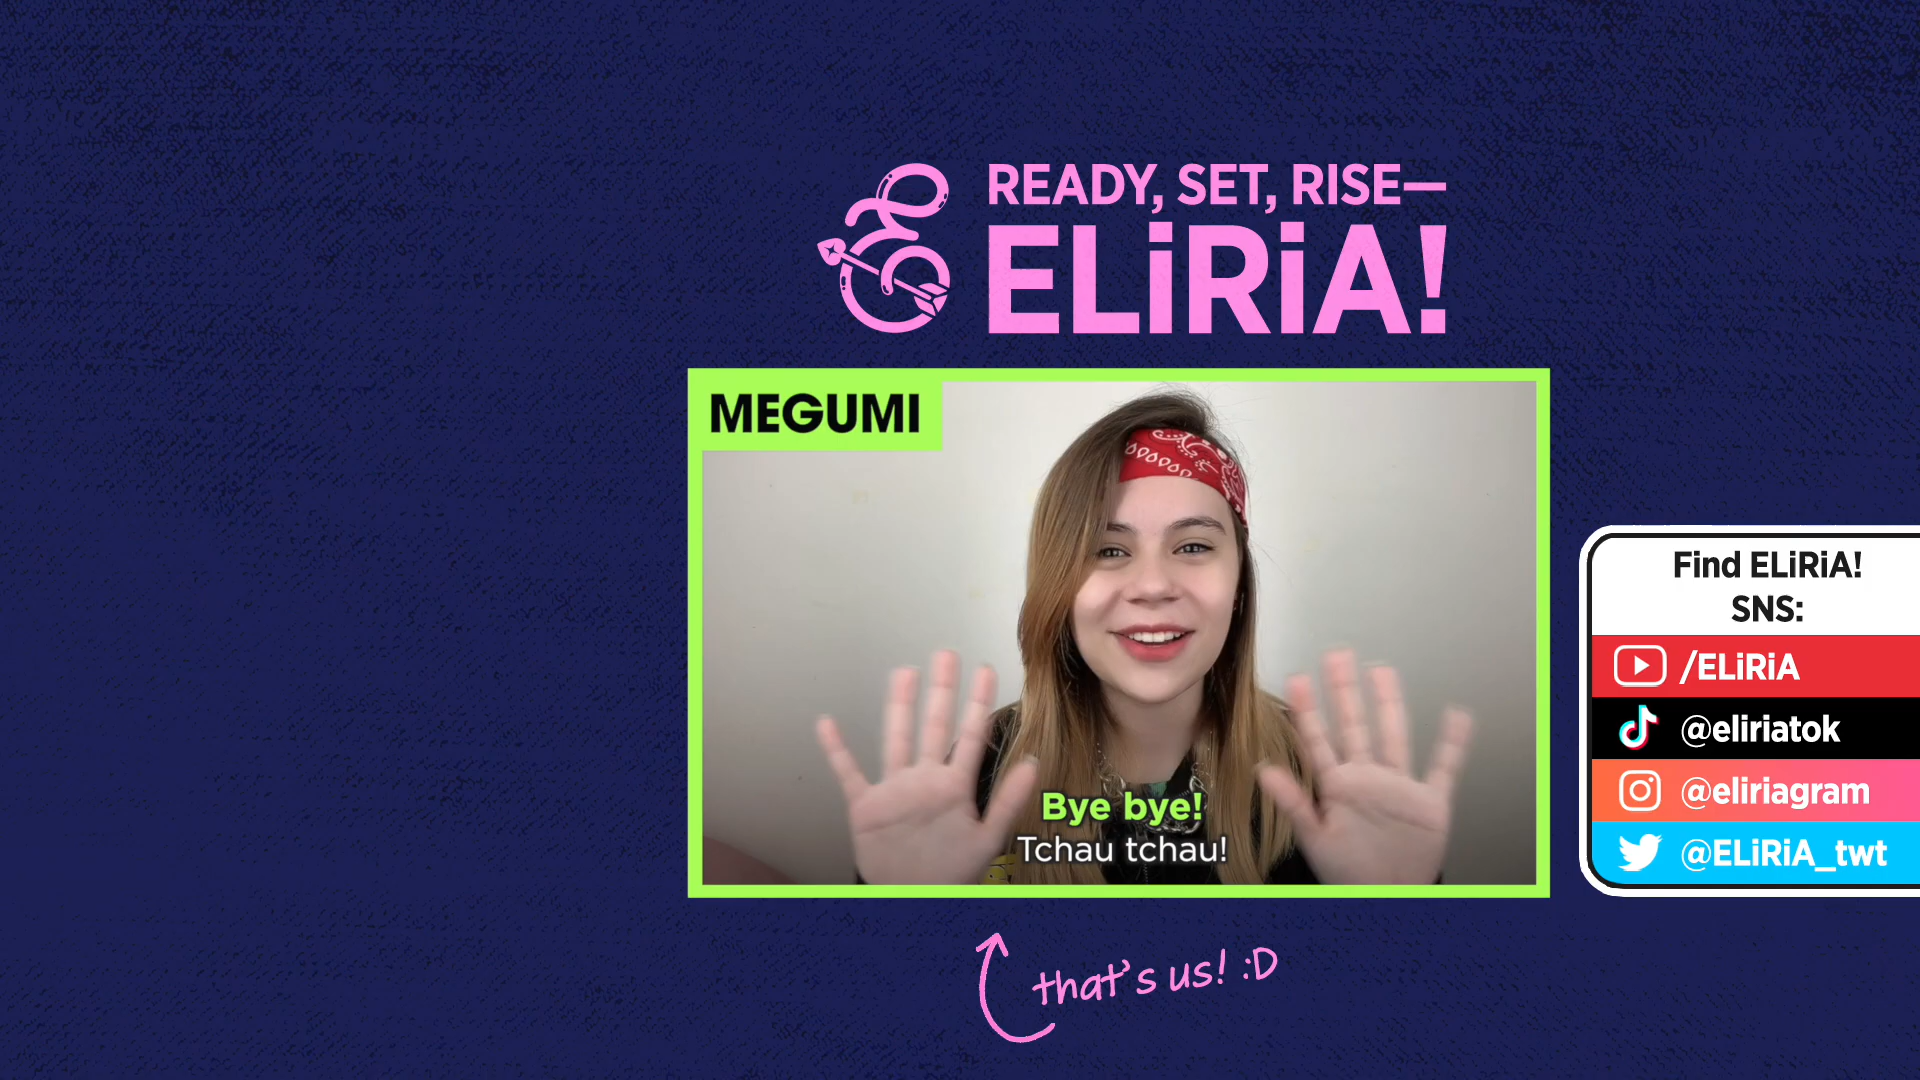 READY, SET, RISE—
ELiRiA!
MEGUMI
Bye bye!
Tchau tchau!
that's us! :D
Find ELiRiA!
SNS:
/ELiRiA
@eliriatok
@eliriagram
@ELiRiA_twt